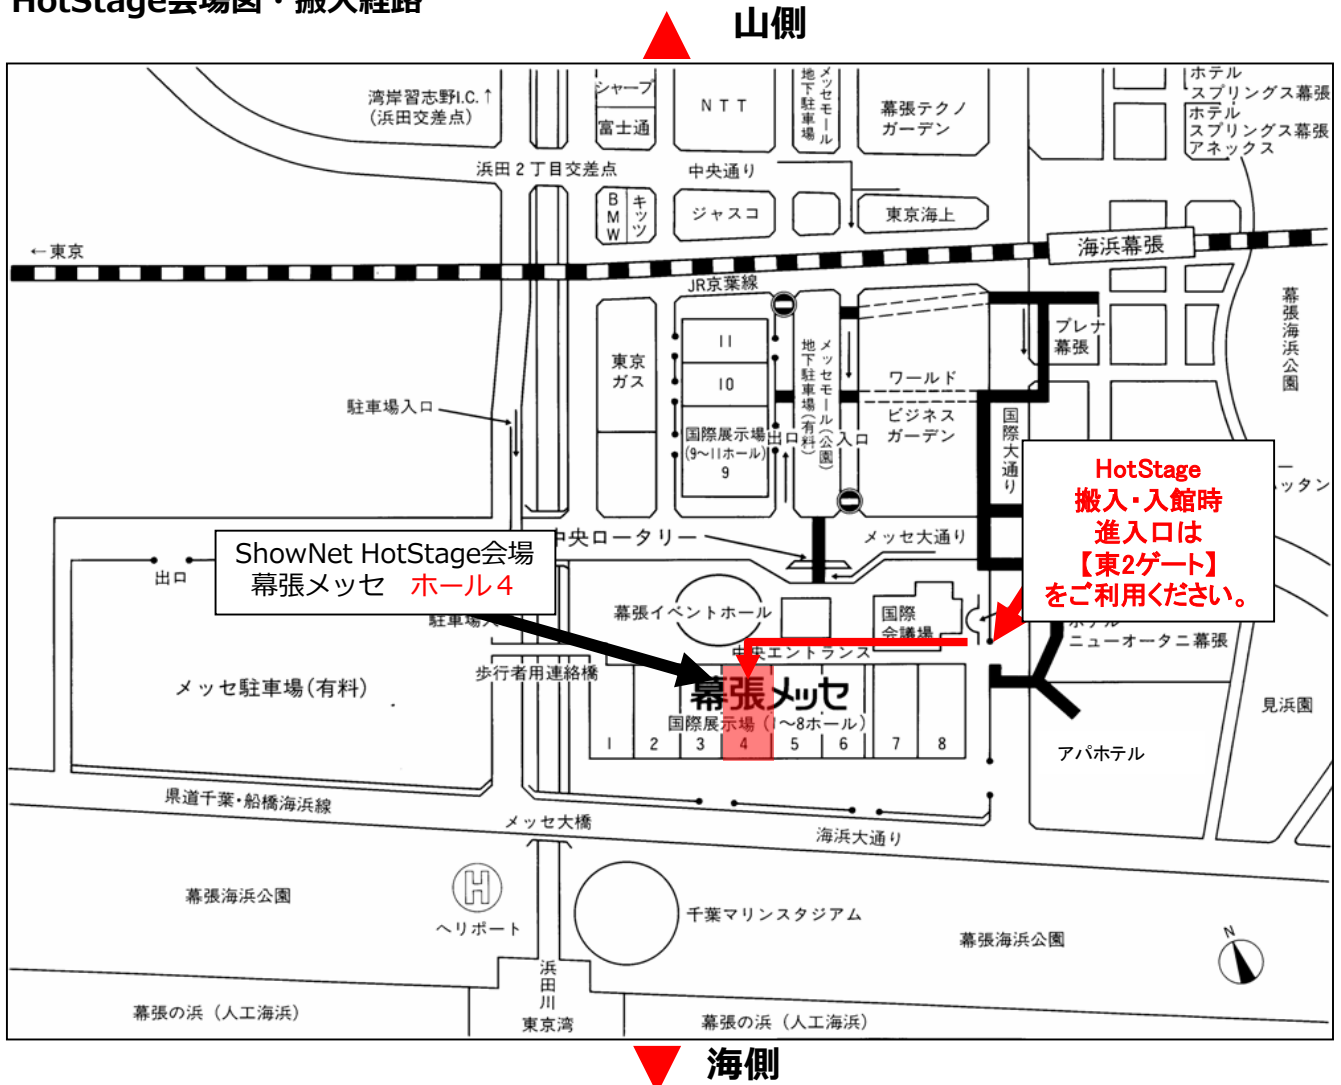 HotStage会場図・搬入経路
山側
湾岸習志野I.C.↑
(浜田交差点)
シャープ
富士通
NTT
メッセモール
地下駐車場
幕張テクノ
ガーデン
ホテル
スプリングス幕張
ホテル
スプリングス幕張
アネックス
浜田2丁目交差点
中央通り
BMW
キッツ
ジャスコ
東京海上
←東京
海浜幕張
JR京葉線
幕張海浜公園
プレナ
幕張
東京
ガス
11
10
国際展示場
(9〜11ホール)
9
メッセモール(公園)
地下駐車場(有料)
出口
入口
ワールド
ビジネス
ガーデン
国際大通り
駐車場入口
HotStage
搬入・入館時
進入口は
【東2ゲート】
をご利用ください。
ッタン
中央ロータリー
メッセ大通り
ShowNet HotStage会場
幕張メッセ ホール4
出口
駐車場入
幕張イベントホール
国際
会議場
ホテル
ニューオータニ幕張
中央エントランス
歩行者用連絡橋
メッセ駐車場(有料)
幕張メッセ
国際展示場(1〜8ホール)
1 2 3 4 5 6 7 8
見浜園
アパホテル
県道千葉・船橋海浜線
メッセ大橋
海浜大通り
幕張海浜公園
H
ヘリポート
千葉マリンスタジアム
幕張海浜公園
N
浜田川
東京湾
幕張の浜(人工海浜)
幕張の浜(人工海浜)
海側